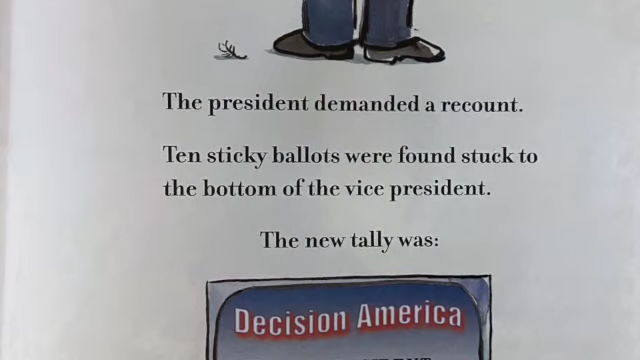 The president demanded a recount.
Ten sticky ballots were found stuck to
the bottom of the vice president.
The new tally was:
Decision America